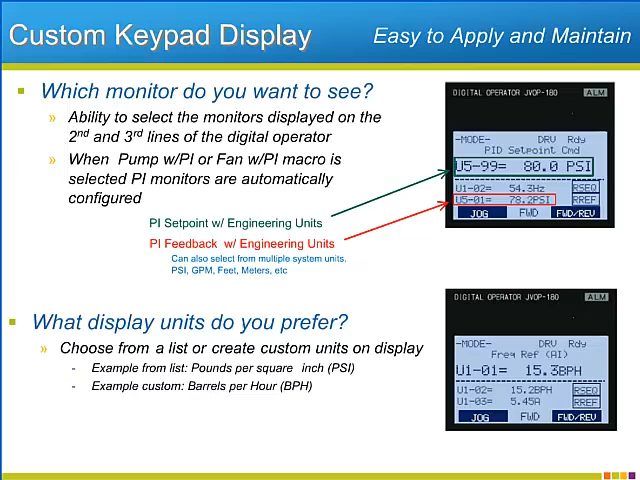 Custom Keypad Display
Easy to Apply and Maintain
Which monitor do you want to see?
» Ability to select the monitors displayed on the
2nd and 3rd lines of the digital operator
» When Pump w/PI or Fan w/PI macro is
selected PI monitors are automatically
configured
PI Setpoint w/ Engineering Units
PI Feedback w/ Engineering Units
Can also select from multiple system units.
PSI, GPM, Feet, Meters, etc
DIGITAL OPERATOR JVOP-180 ALM
-MODE- DRV Rdy
PID Setpoint Cmd
U5-99= 80.0 PSI
U1-02= 54.3Hz RSEQ
U5-01= 78.2PSI RREF
JOG FWD FWD/REV
What display units do you prefer?
» Choose from a list or create custom units on display
- Example from list: Pounds per square inch (PSI)
- Example custom: Barrels per Hour (BPH)
DIGITAL OPERATOR JVOP-180 ALM
-MODE- DRV Rdy
Freq Ref (AI)
U1-01= 15.3BPH
U1-02= 15.2BPH RSEQ
U1-03= 5.45A RREF
JOG FWD FWD/REV